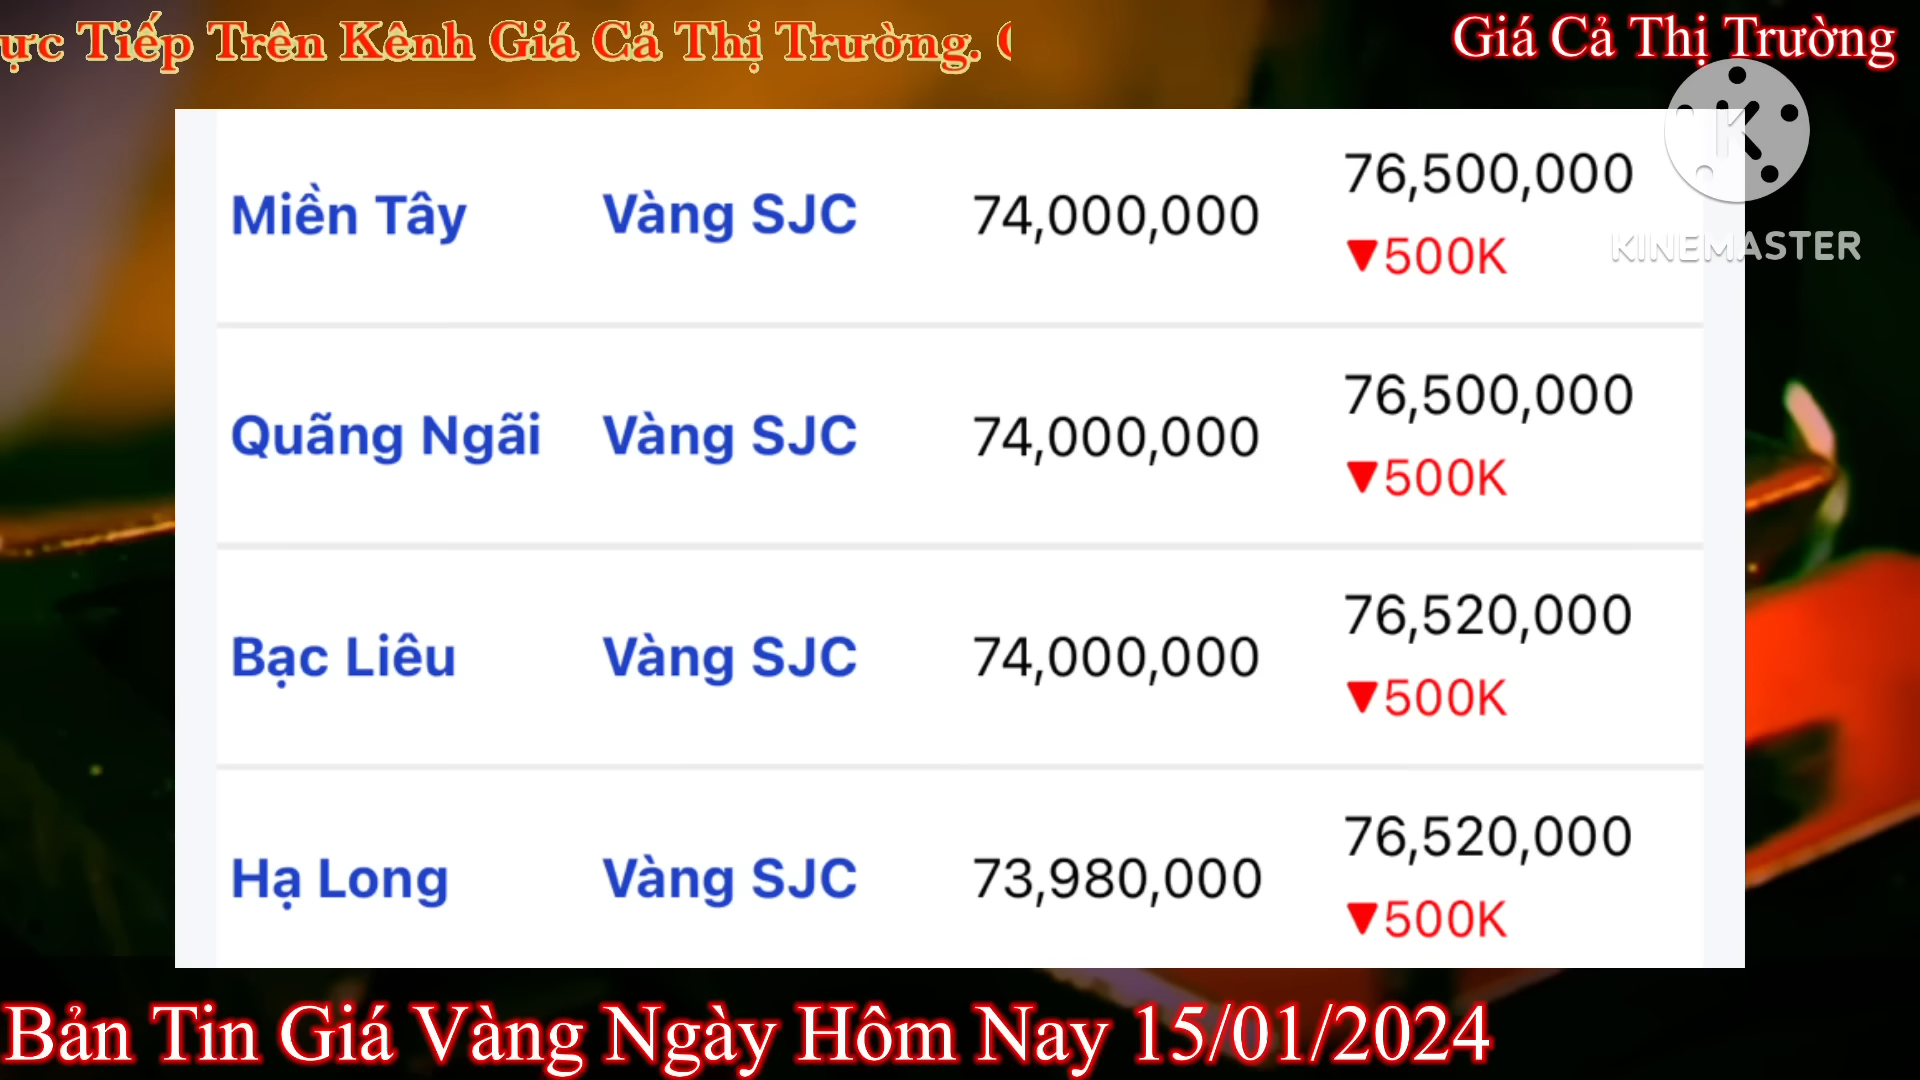 ực Tiếp Trên Kênh Giá Cả Thị Trường.
Giá Cả Thị Trường
KINEMASTER
Miền Tây Vàng SJC 74,000,000 76,500,000
▼500K
Quãng Ngãi Vàng SJC 74,000,000 76,500,000
▼500K
Bạc Liêu Vàng SJC 74,000,000 76,520,000
▼500K
Hạ Long Vàng SJC 73,980,000 76,520,000
▼500K
Bản Tin Giá Vàng Ngày Hôm Nay 15/01/2024